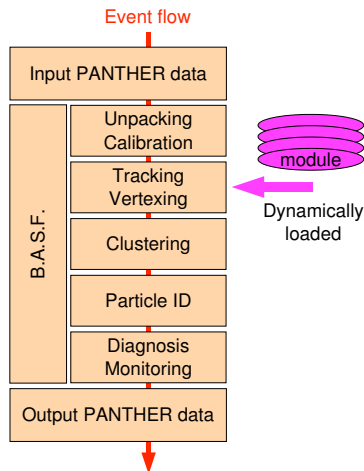 Event flow
Input PANTHER data
B.A.S.F.
Unpacking
Calibration
Tracking
Vertexing
Clustering
Particle ID
Diagnosis
Monitoring
Output PANTHER data
module
Dynamically
loaded